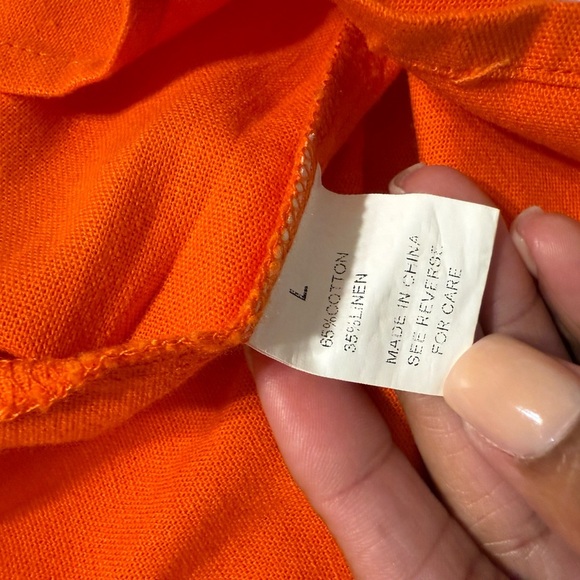 L
65%COTTON
35%LINEN
MADE IN CHINA
SEE REVERSE
FOR CARE